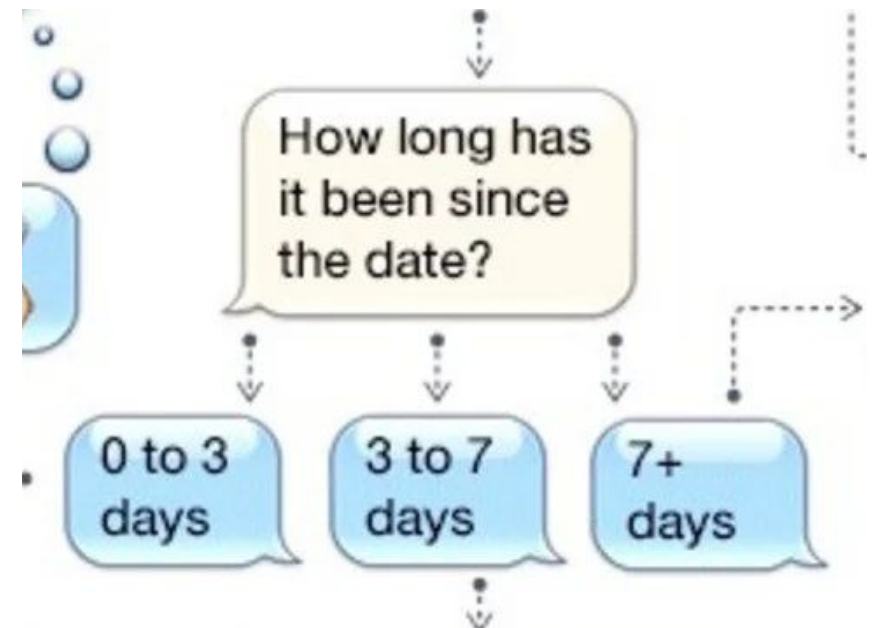 How long has
it been since
the date?
0 to 3
days
3 to 7
days
7+
days